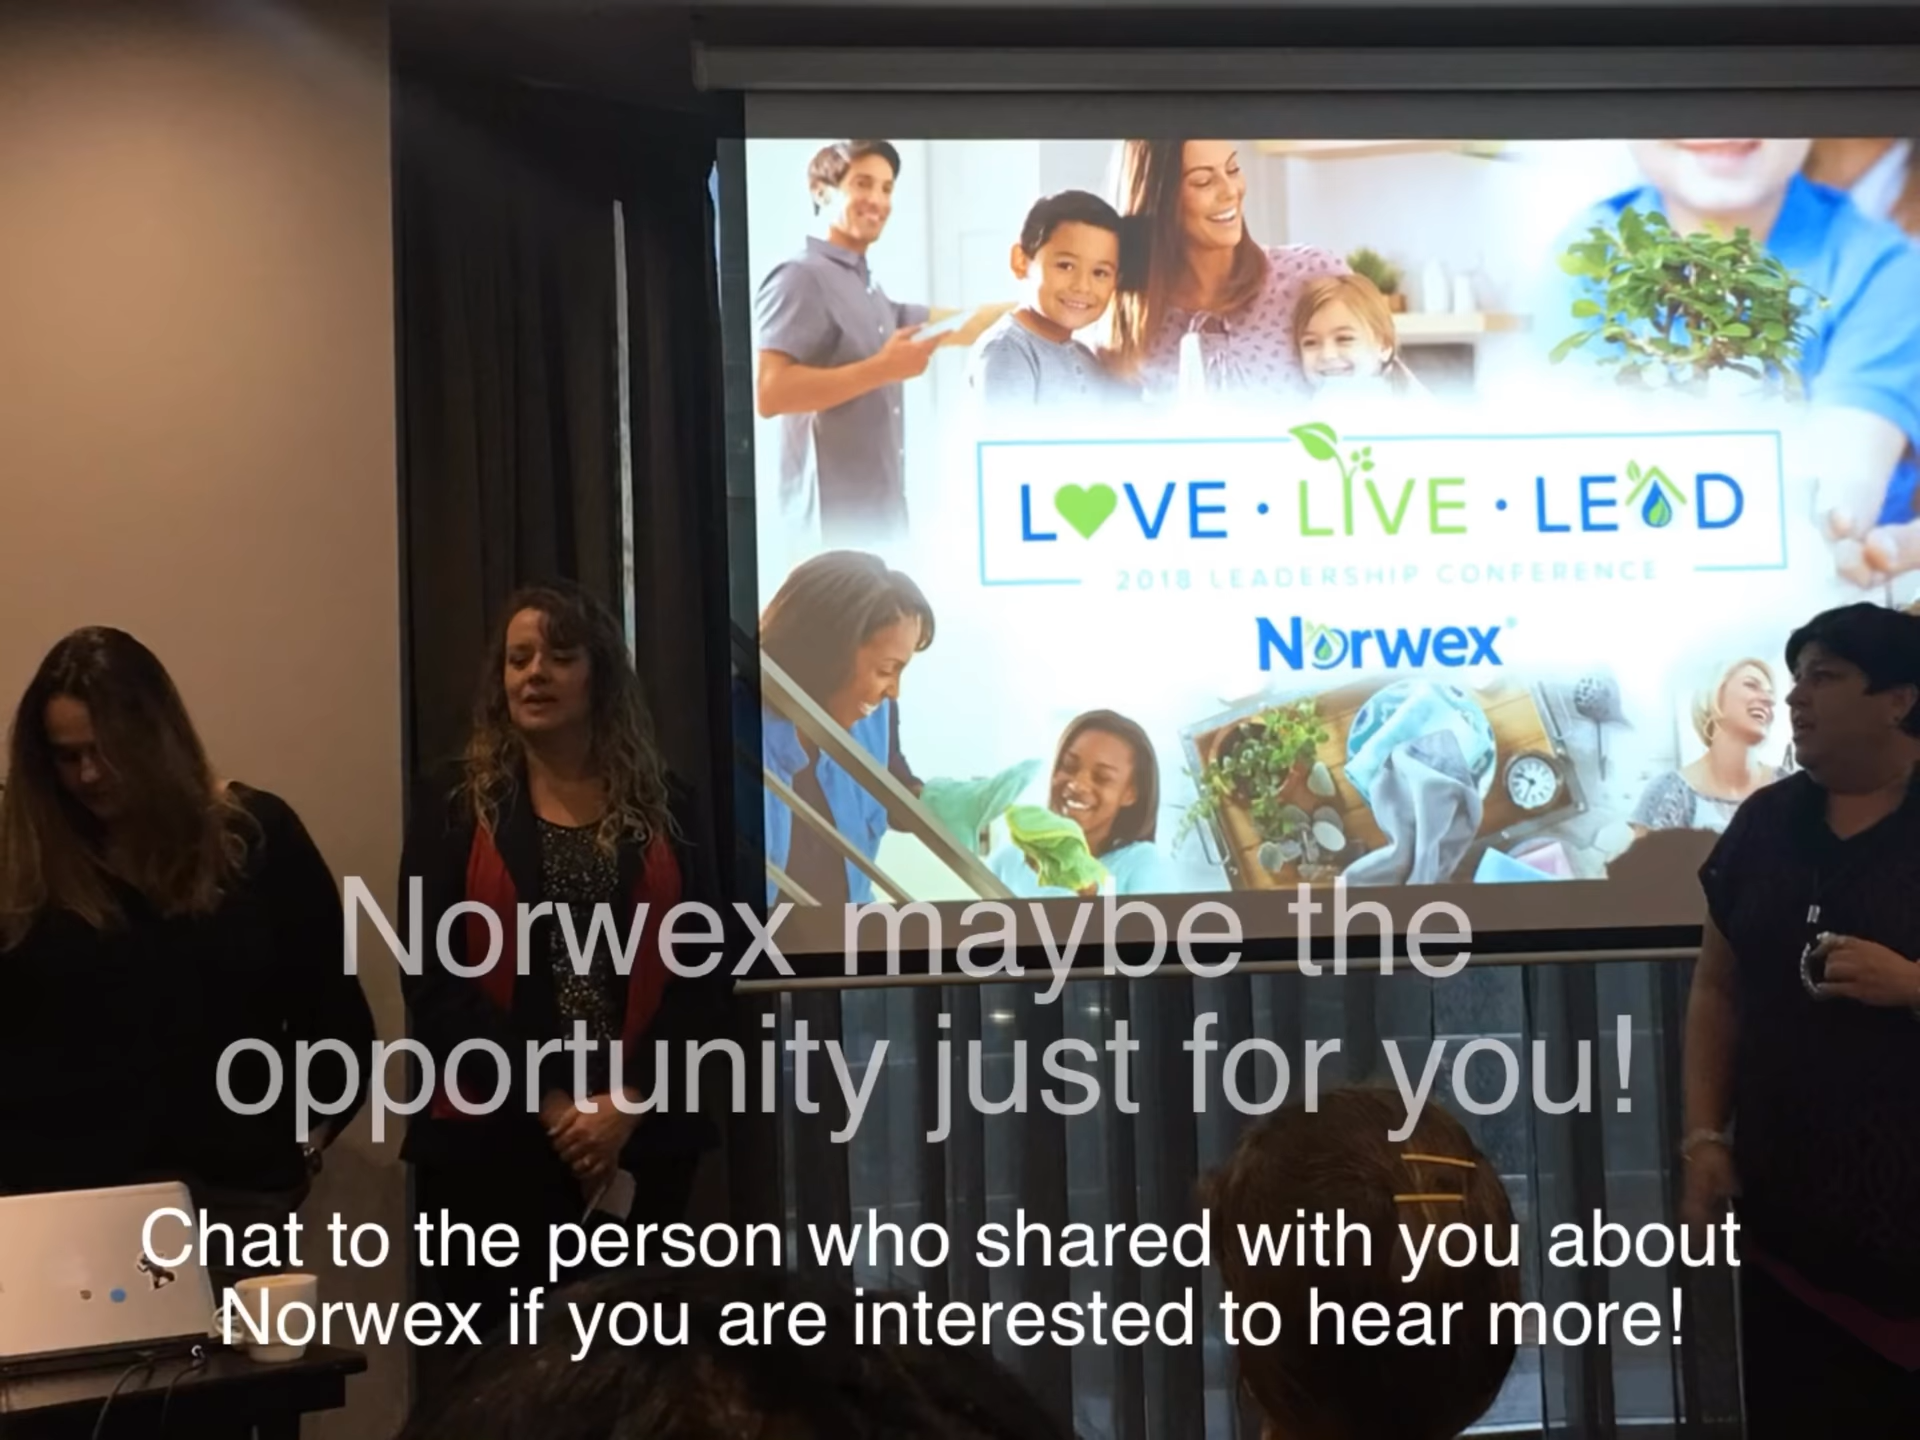 LOVE · LIVE · LEAD
2018 LEADERSHIP CONFERENCE
Norwex®
Norwex maybe the
opportunity just for you!
Chat to the person who shared with you about
Norwex if you are interested to hear more!